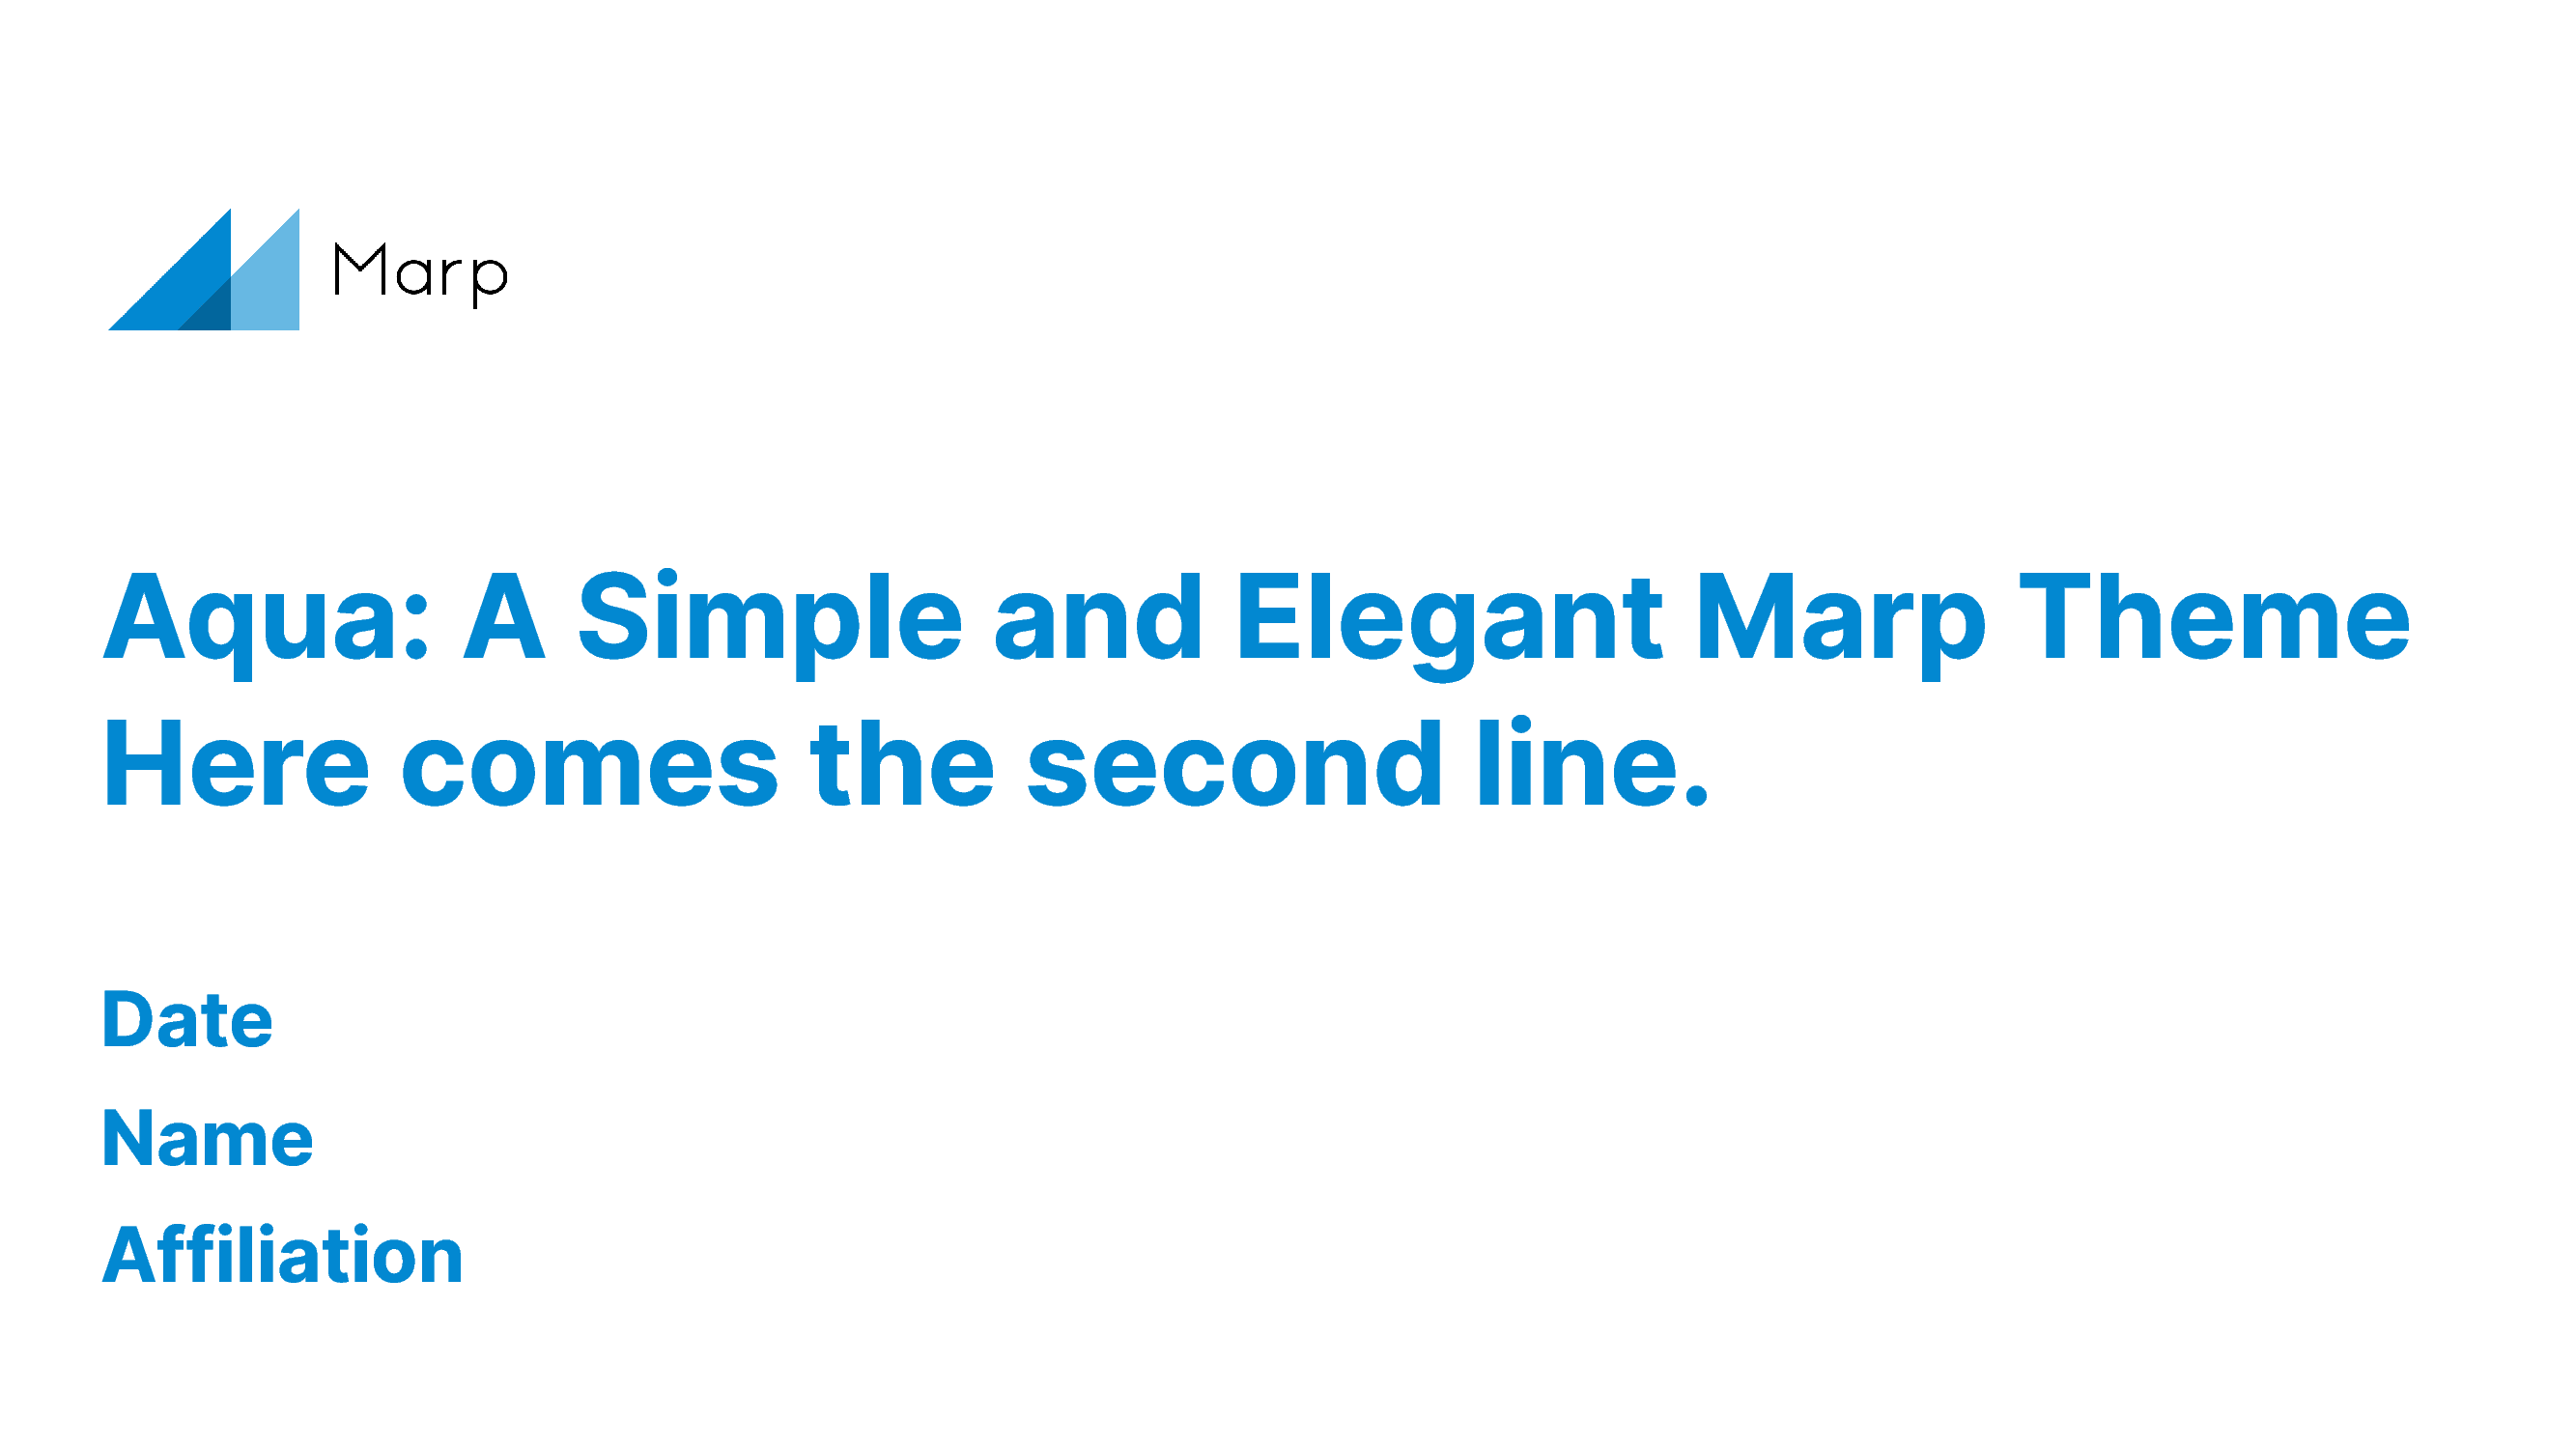 Marp
Aqua: A Simple and Elegant Marp Theme
Here comes the second line.
Date
Name
Affiliation